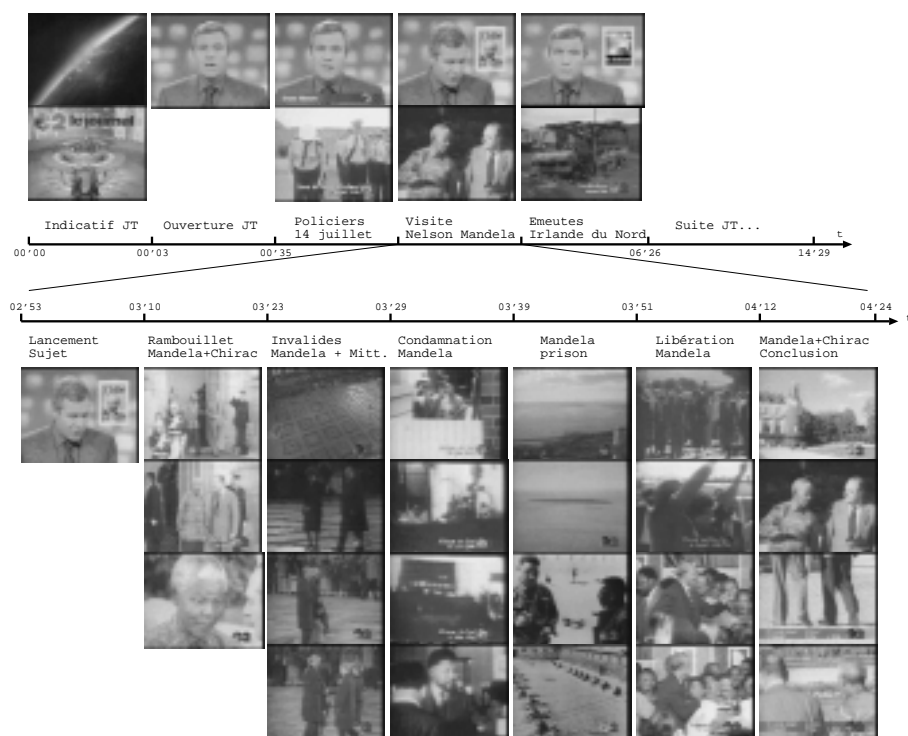 le journal
Indicatif JT
Ouverture JT
Policiers
14 juillet
Visite
Nelson Mandela
Emeutes
Irlande du Nord
Suite JT...
t
00'00
00'03
00'35
06'26
14'29
02'53
03'10
03'23
03'29
03'39
03'51
04'12
04'24
t
Lancement
Sujet
Rambouillet
Mandela+Chirac
Invalides
Mandela + Mitt.
Condamnation
Mandela
Mandela
prison
Libération
Mandela
Mandela+Chirac
Conclusion